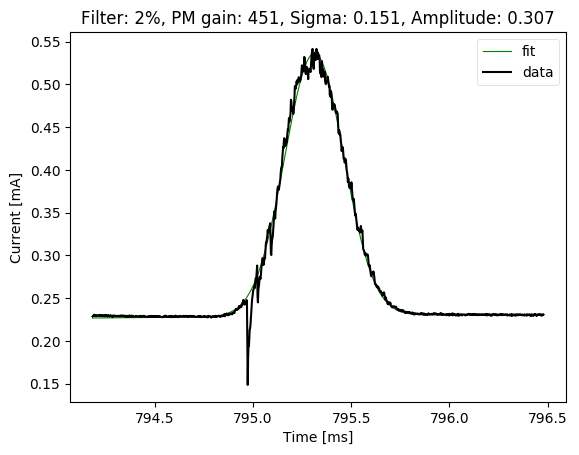 Filter: 2%, PM gain: 451, Sigma: 0.151, Amplitude: 0.307
fit
data
0.55
0.50
0.45
0.40
0.35
0.30
0.25
0.20
0.15
Current [mA]
794.5 795.0 795.5 796.0 796.5
Time [ms]